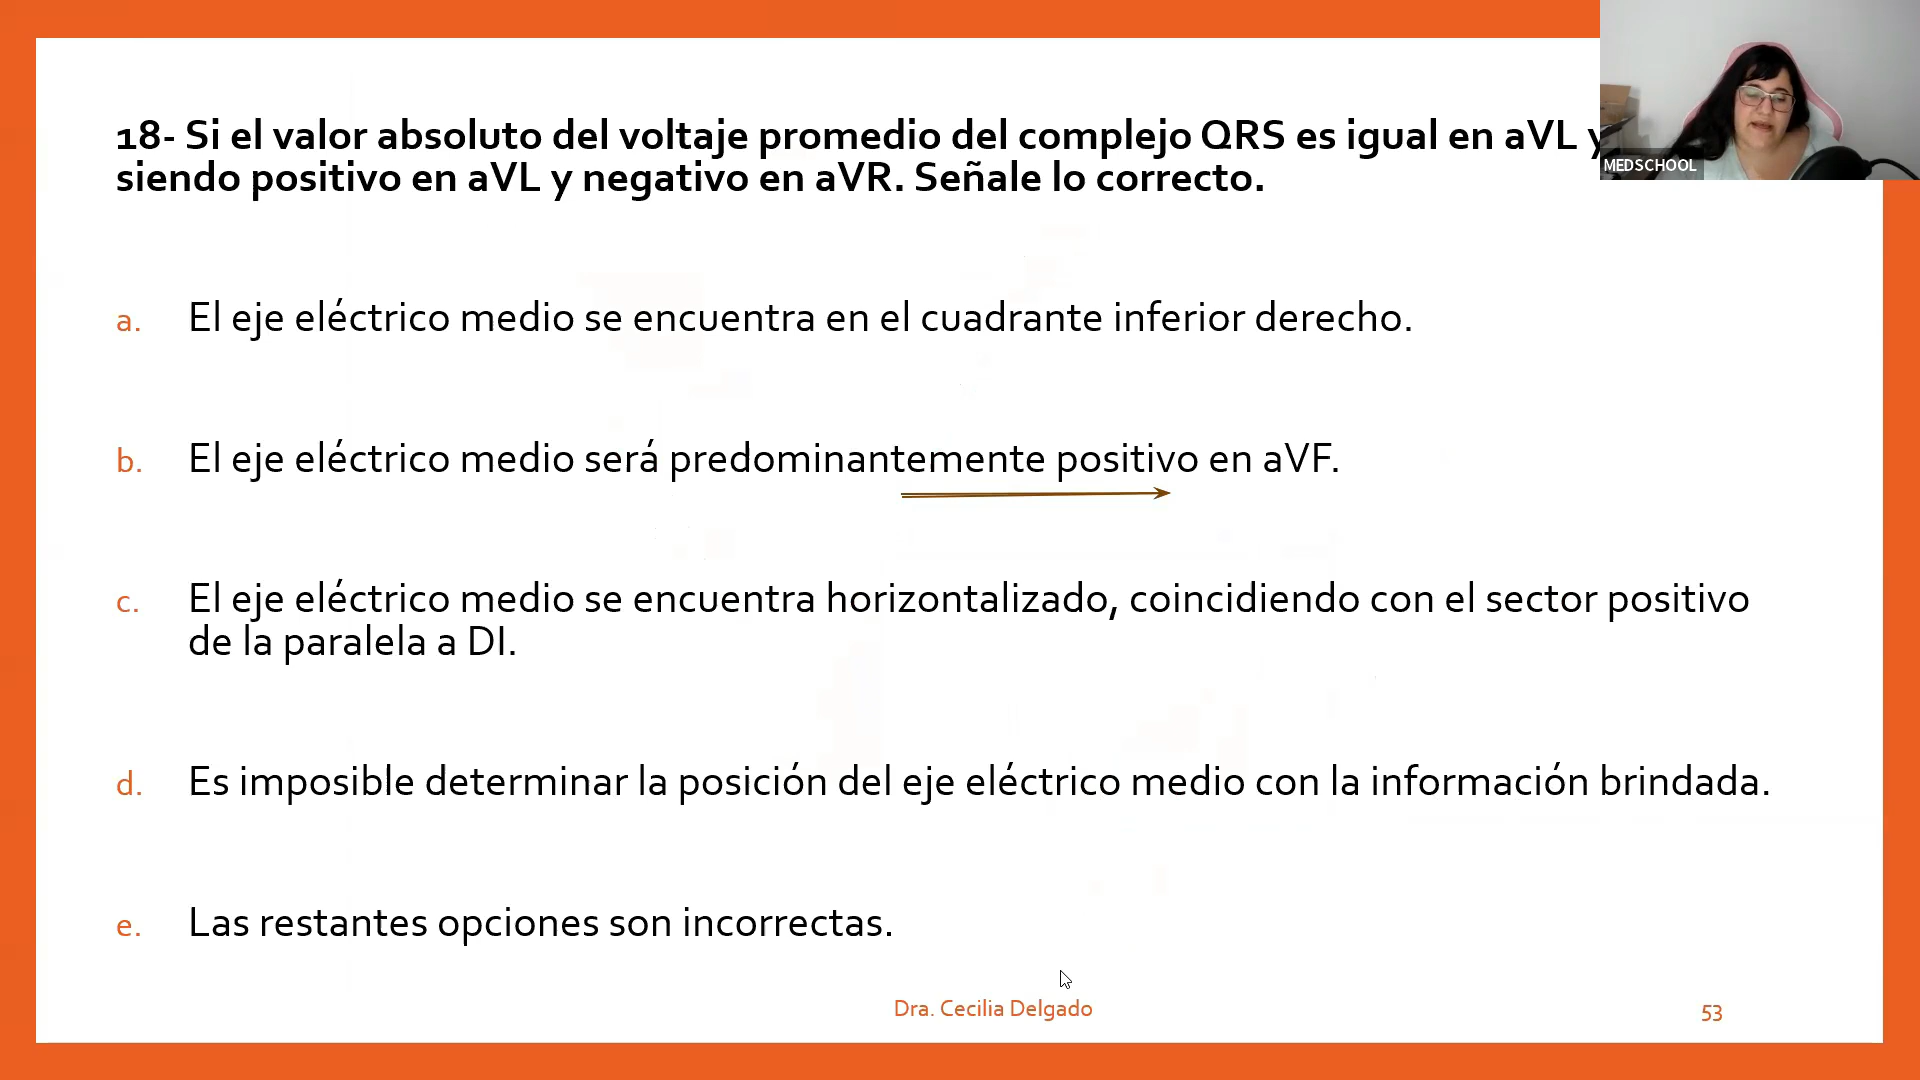 18- Si el valor absoluto del voltaje promedio del complejo QRS es igual en aVL
siendo positivo en aVL y negativo en aVR. Señale lo correcto.
MEDSCHOOL
a. El eje eléctrico medio se encuentra en el cuadrante inferior derecho.
b. El eje eléctrico medio será predominantemente positivo en aVF.
c. El eje eléctrico medio se encuentra horizontalizado, coincidiendo con el sector positivo
de la paralela a DI.
d. Es imposible determinar la posición del eje eléctrico medio con la información brindada.
e. Las restantes opciones son incorrectas.
Dra. Cecilia Delgado
53